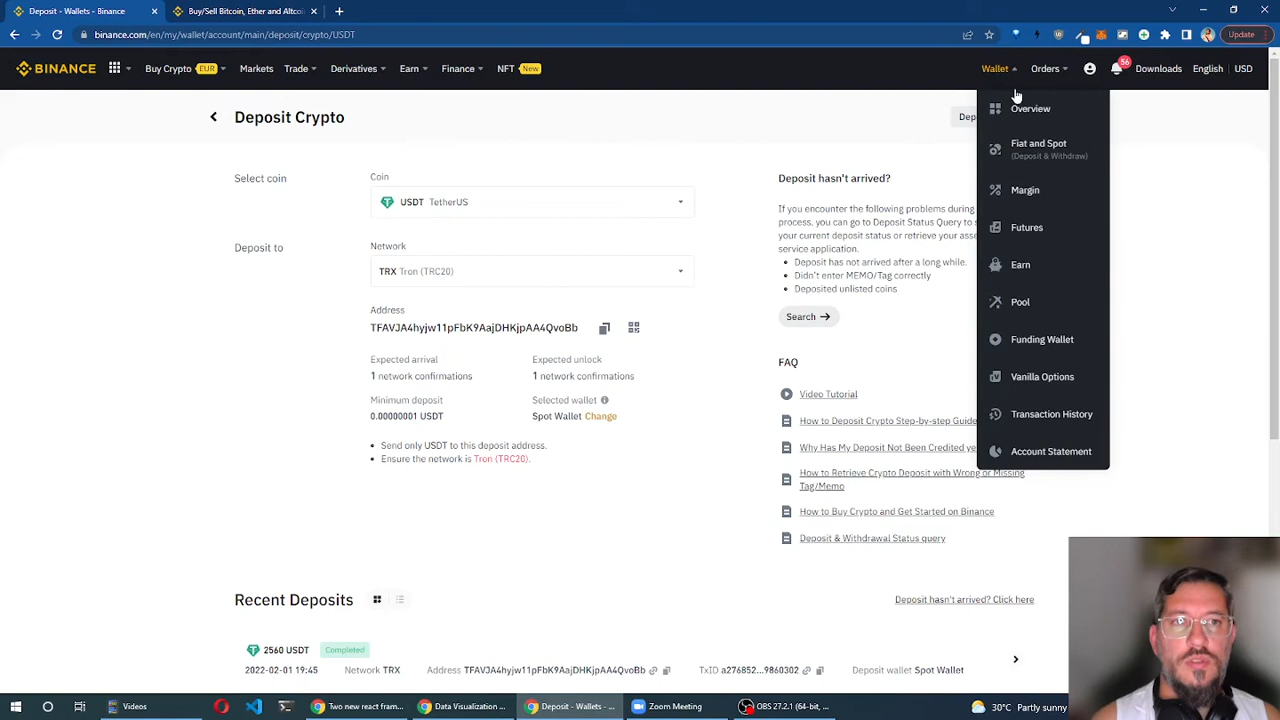 Deposit - Wallets - Binance
Buy/Sell Bitcoin, Ether and Altcoi
binance.com/en/my/wallet/account/main/deposit/crypto/USDT
Update
BINANCE
Buy Crypto EUR
Markets
Trade
Derivatives
Earn
Finance
NFT New
Wallet
Orders
56
Downloads
English
USD
Deposit Crypto
Dep
Overview
Fiat and Spot
(Deposit & Withdraw)
Margin
Futures
Earn
Pool
Funding Wallet
Vanilla Options
Transaction History
Account Statement
Select coin
Coin
USDT TetherUS
Deposit to
Network
TRX Tron (TRC20)
Address
TFAVJA4hyjw11pFbK9AajDHKjpAA4QvoBb
Expected arrival
1 network confirmations
Expected unlock
1 network confirmations
Minimum deposit
0.00000001 USDT
Selected wallet
Spot Wallet Change
Send only USDT to this deposit address.
Ensure the network is Tron (TRC20).
Deposit hasn't arrived?
If you encounter the following problems during
process, you can go to Deposit Status Query to
your current deposit status or retrieve your asse
service application.
Deposit has not arrived after a long while.
Didn't enter MEMO/Tag correctly
Deposited unlisted coins
Search
FAQ
Video Tutorial
How to Deposit Crypto Step-by-step Guide
Why Has My Deposit Not Been Credited ye
How to Retrieve Crypto Deposit with Wrong or Missing
Tag/Memo
How to Buy Crypto and Get Started on Binance
Deposit & Withdrawal Status query
Recent Deposits
Deposit hasn't arrived? Click here
2560 USDT Completed
2022-02-01 19:45 Network TRX Address TFAVJA4hyjw11pFbK9AajDHKjpAA4QvoBb TxID a276852...9860302 Deposit wallet Spot Wallet
Videos
Two new react fram...
Data Visualization ...
Deposit - Wallets - ...
Zoom Meeting
OBS 27.2.1 (64-bit, ...
30°C Partly sunny